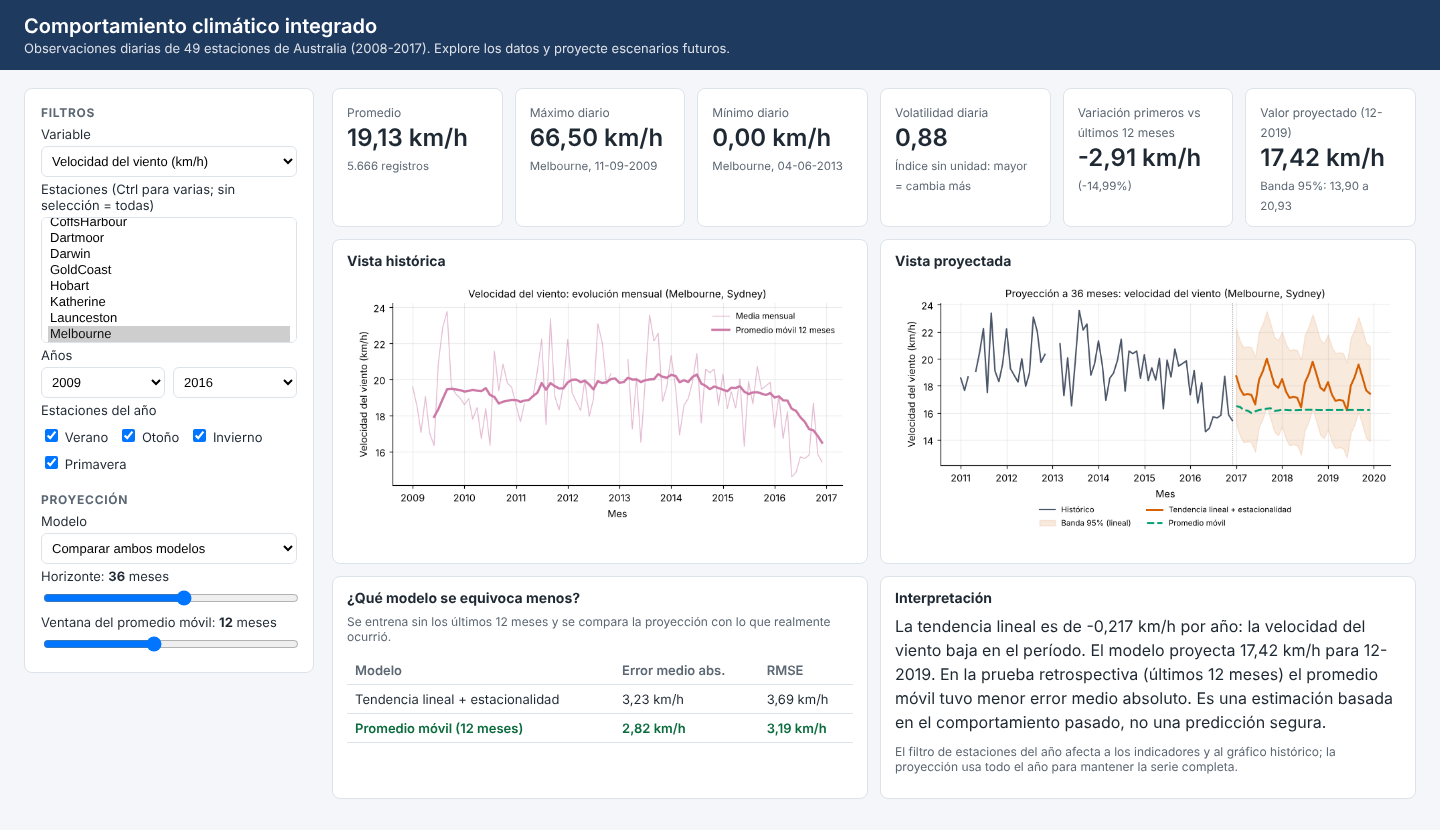 Comportamiento climático integrado
Observaciones diarias de 49 estaciones de Australia (2008-2017). Explore los datos y proyecte escenarios futuros.
FILTROS
Variable
Velocidad del viento (km/h)
Estaciones (Ctrl para varias; sin
selección = todas)
CoffsHarbour
Dartmoor
Darwin
GoldCoast
Hobart
Katherine
Launceston
Melbourne
Años
2009
2016
Estaciones del año
Verano
Otoño
Invierno
Primavera
PROYECCIÓN
Modelo
Comparar ambos modelos
Horizonte: 36 meses
Ventana del promedio móvil: 12 meses
Promedio
19,13 km/h
5.666 registros
Máximo diario
66,50 km/h
Melbourne, 11-09-2009
Mínimo diario
0,00 km/h
Melbourne, 04-06-2013
Volatilidad diaria
0,88
Índice sin unidad: mayor
= cambia más
Variación primeros vs
últimos 12 meses
-2,91 km/h
(-14,99%)
Valor proyectado (12-
2019)
17,42 km/h
Banda 95%: 13,90 a
20,93
Vista histórica
Velocidad del viento: evolución mensual (Melbourne, Sydney)
Media mensual
Promedio móvil 12 meses
Velocidad del viento (km/h)
24
22
20
18
16
2009 2010 2011 2012 2013 2014 2015 2016 2017
Mes
Vista proyectada
Proyección a 36 meses: velocidad del viento (Melbourne, Sydney)
Velocidad del viento (km/h)
24
22
20
18
16
14
2011 2012 2013 2014 2015 2016 2017 2018 2019 2020
Mes
Histórico
Banda 95% (lineal)
Tendencia lineal + estacionalidad
Promedio móvil
¿Qué modelo se equivoca menos?
Se entrena sin los últimos 12 meses y se compara la proyección con lo que realmente
ocurrió.
Modelo Error medio abs. RMSE
Tendencia lineal + estacionalidad 3,23 km/h 3,69 km/h
Promedio móvil (12 meses) 2,82 km/h 3,19 km/h
Interpretación
La tendencia lineal es de -0,217 km/h por año: la velocidad del
viento baja en el período. El modelo proyecta 17,42 km/h para 12-
2019. En la prueba retrospectiva (últimos 12 meses) el promedio
móvil tuvo menor error medio absoluto. Es una estimación basada
en el comportamiento pasado, no una predicción segura.
El filtro de estaciones del año afecta a los indicadores y al gráfico histórico; la
proyección usa todo el año para mantener la serie completa.